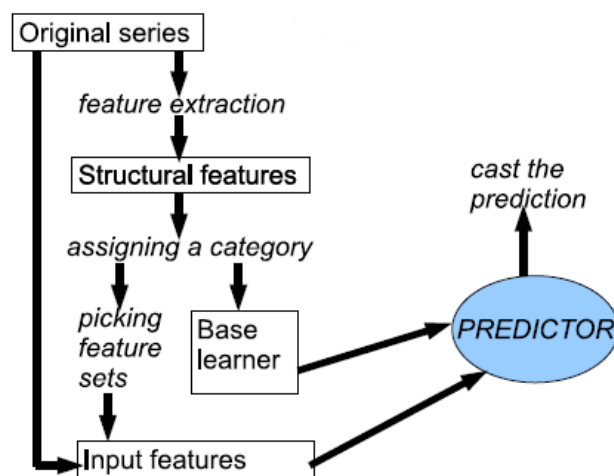 Original series
feature extraction
Structural features
assigning a category
picking
feature
sets
Base
learner
Input features
PREDICTOR
cast the
prediction